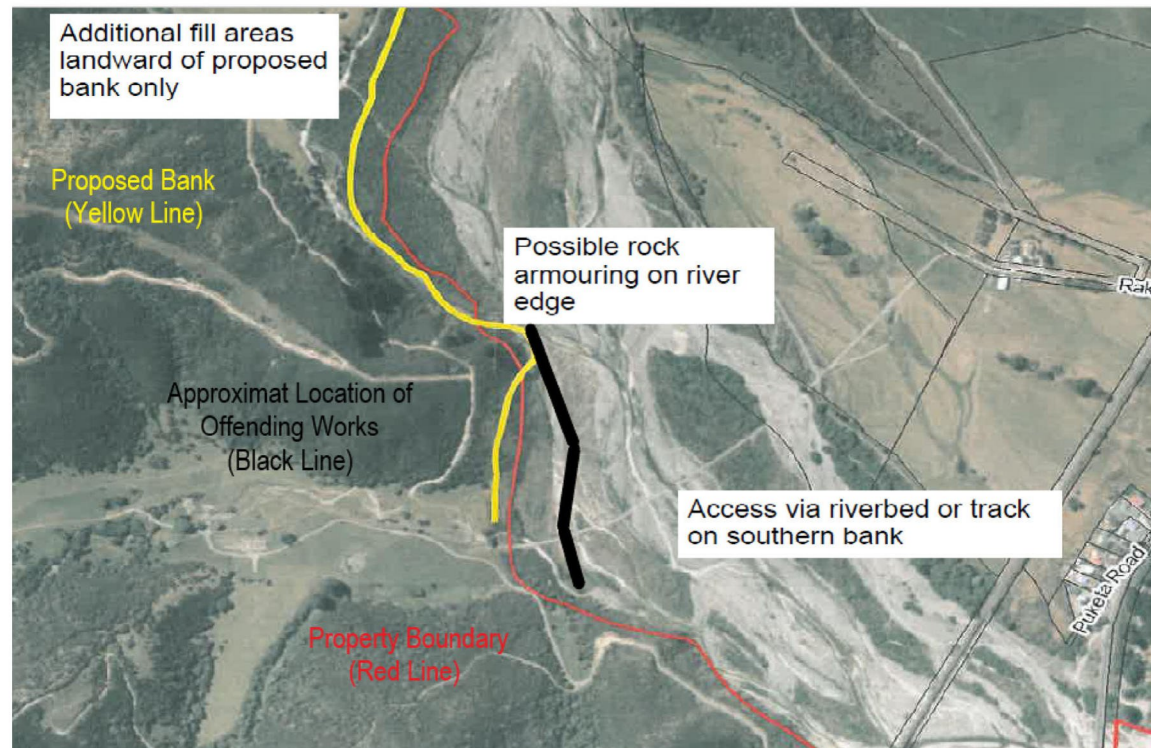 Additional fill areas
landward of proposed
bank only
Proposed Bank
(Yellow Line)
Possible rock
armouring on river
edge
Rak
Approximat Location of
Offending Works
(Black Line)
Access via riverbed or track
on southern bank
Puketa Road
Property Boundary
(Red Line)